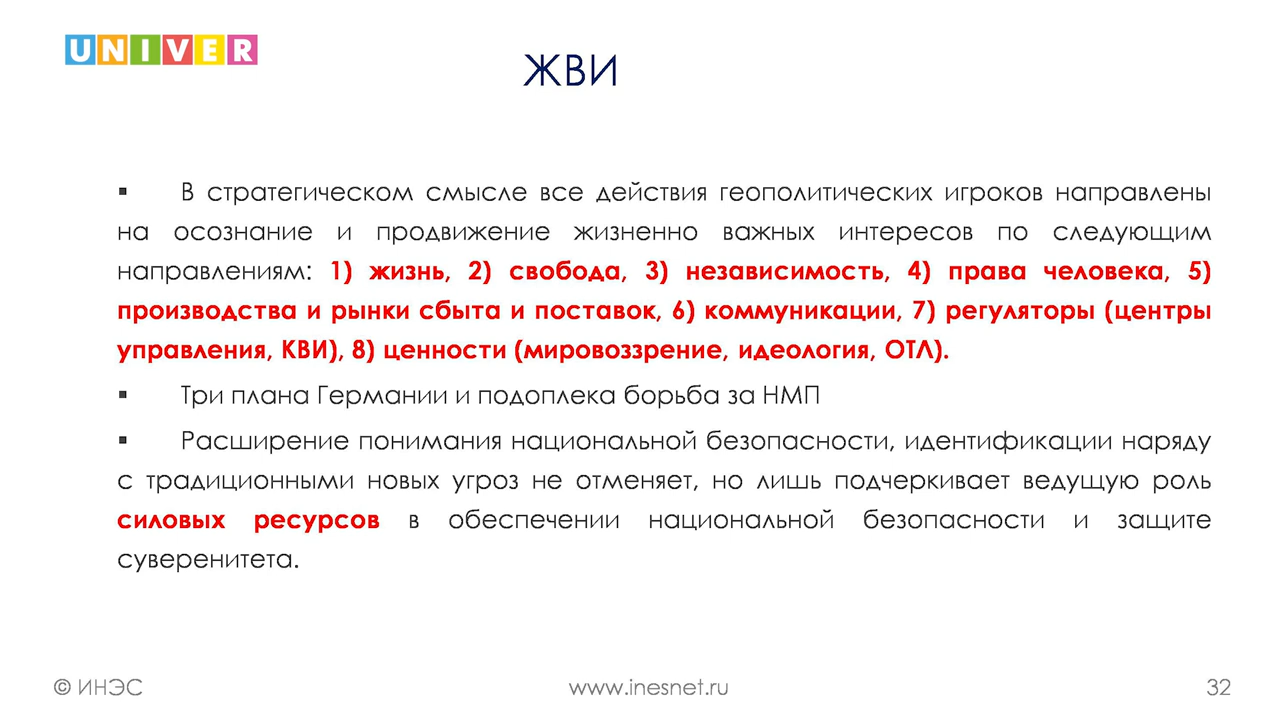 UNIVER
ЖВИ
▪ В стратегическом смысле все действия геополитических игроков направлены
на осознание и продвижение жизненно важных интересов по следующим
направлениям: 1) жизнь, 2) свобода, 3) независимость, 4) права человека, 5)
производства и рынки сбыта и поставок, 6) коммуникации, 7) регуляторы (центры
управления, КВИ), 8) ценности (мировоззрение, идеология, ОТЛ).
▪ Три плана Германии и подоплека борьба за НМП
▪ Расширение понимания национальной безопасности, идентификации наряду
с традиционными новых угроз не отменяет, но лишь подчеркивает ведущую роль
силовых ресурсов в обеспечении национальной безопасности и защите
суверенитета.
© ИНЭС
www.inesnet.ru
32